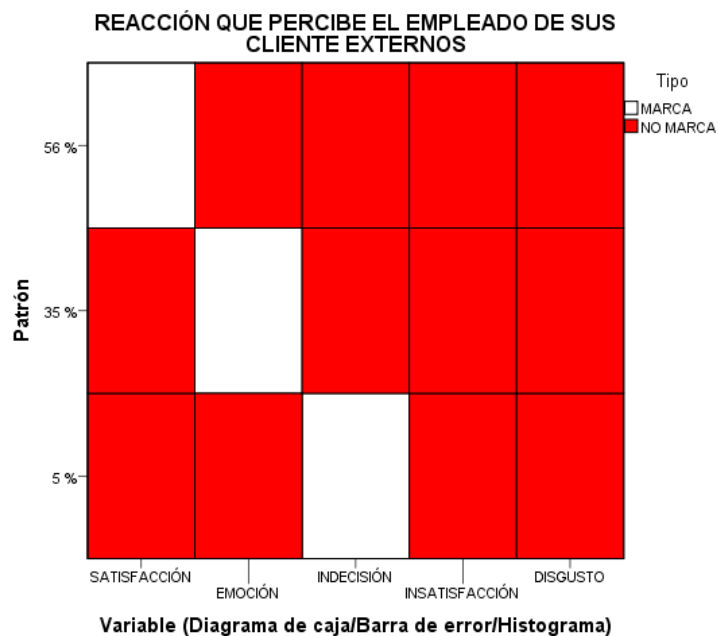 REACCIÓN QUE PERCIBE EL EMPLEADO DE SUS
CLIENTE EXTERNOS
Tipo
MARCA
NO MARCA
56 %
35 %
5 %
Patrón
SATISFACCIÓN
EMOCIÓN
INDECISIÓN
INSATISFACCIÓN
DISGUSTO
Variable (Diagrama de caja/Barra de error/Histograma)